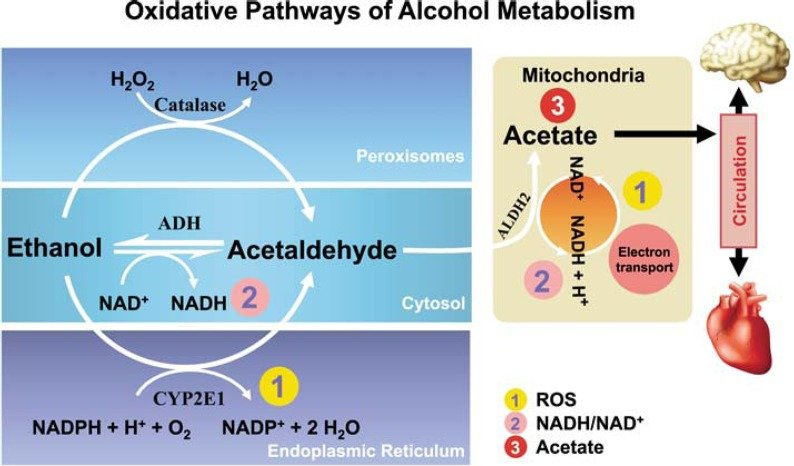 Oxidative Pathways of Alcohol Metabolism
H₂O₂ H₂O
Catalase
Peroxisomes
ADH
Ethanol Acetaldehyde
NAD⁺ NADH 2
Cytosol
1
CYP2E1
NADPH + H⁺ + O₂ NADP⁺ + 2 H₂O
Endoplasmic Reticulum
Mitochondria
3
Acetate
ALDH2
NAD⁺
NADH + H⁺
1
2
Electron
transport
Circulation
1 ROS
2 NADH/NAD⁺
3 Acetate